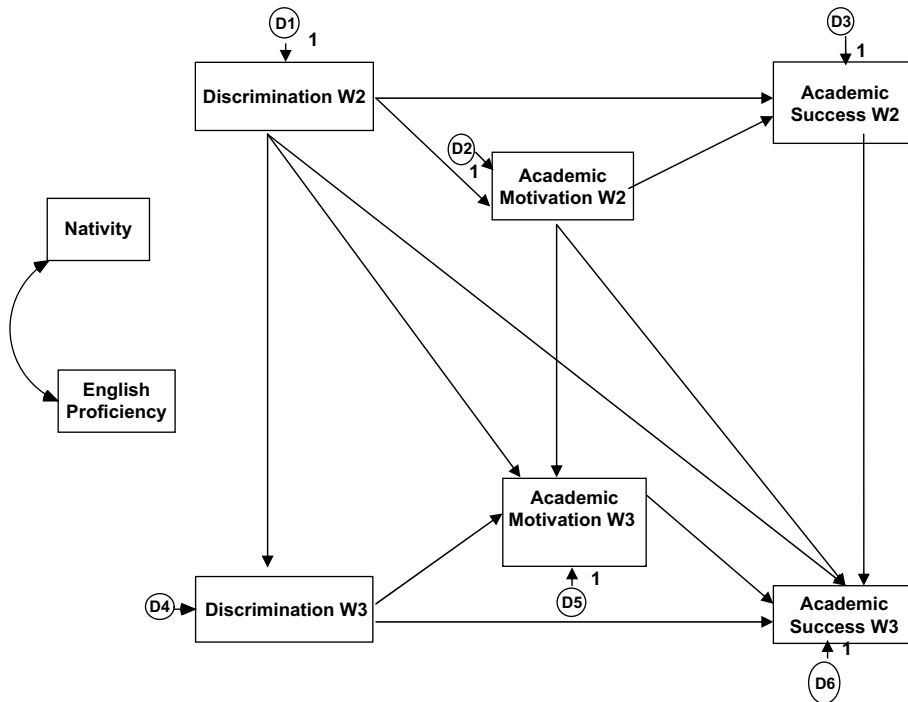 D1
1
Discrimination W2
D3
1
Academic
Success W2
D2
1
Academic
Motivation W2
Nativity
English
Proficiency
Academic
Motivation W3
1
D5
D4
Discrimination W3
Academic
Success W3
1
D6